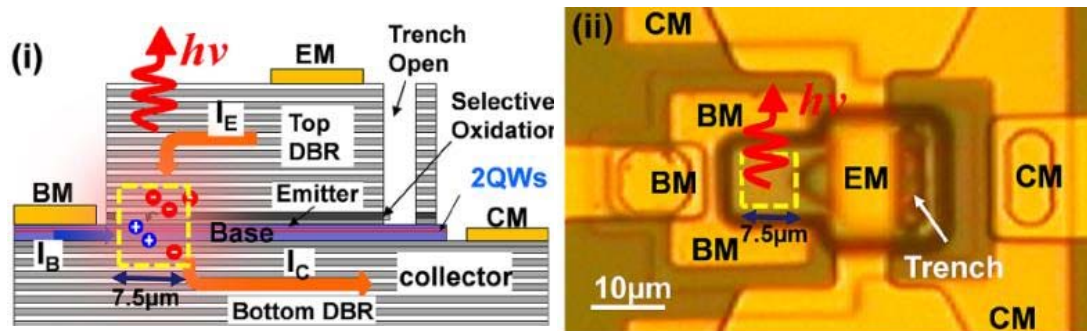 (i)
hν
EM
Trench
Open
I_E
Top
DBR
Selective
Oxidation
2QWs
BM
Emitter
CM
Base
I_B
I_C
collector
7.5μm
Bottom DBR
(ii)
CM
BM
hν
BM
EM
CM
7.5μm
BM
Trench
10μm
CM